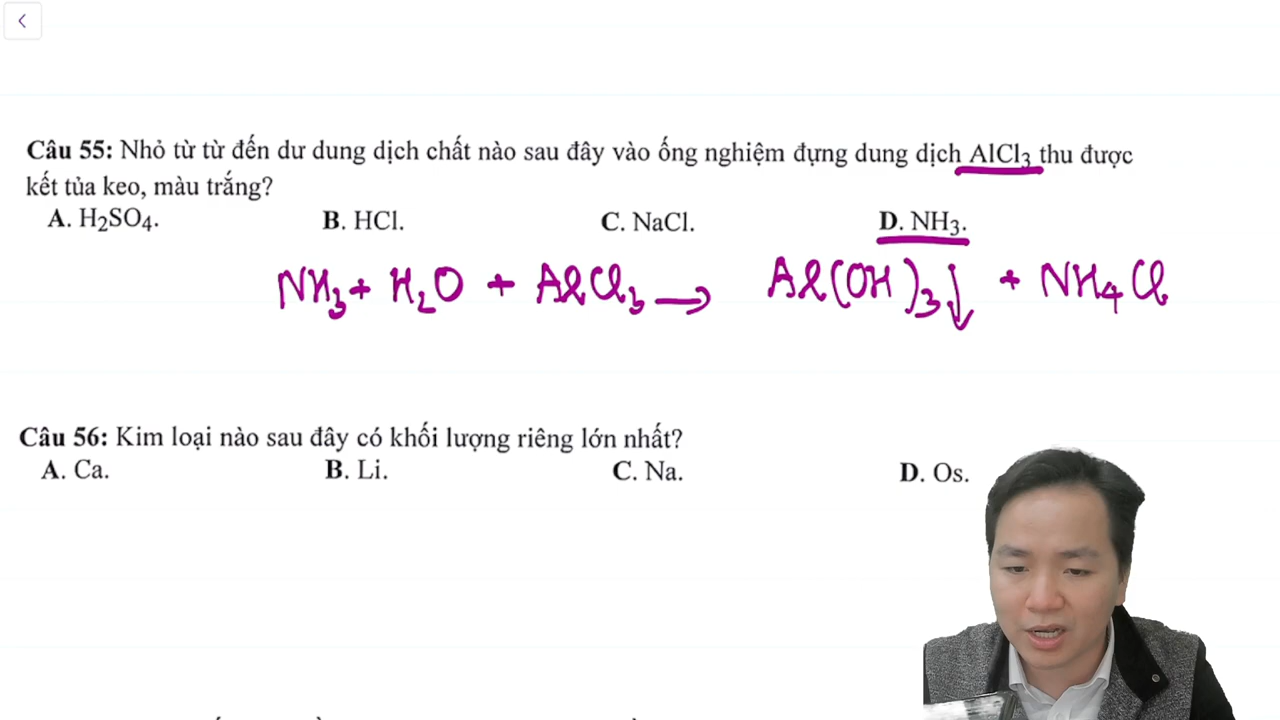 Câu 55: Nhỏ từ từ đến dư dung dịch chất nào sau đây vào ống nghiệm đựng dung dịch AlCl3 thu được
kết tủa keo, màu trắng?
A. H2SO4. B. HCl. C. NaCl. D. NH3.
NH3 + H2O + AlCl3 → Al(OH)3↓ + NH4Cl
Câu 56: Kim loại nào sau đây có khối lượng riêng lớn nhất?
A. Ca. B. Li. C. Na. D. Os.